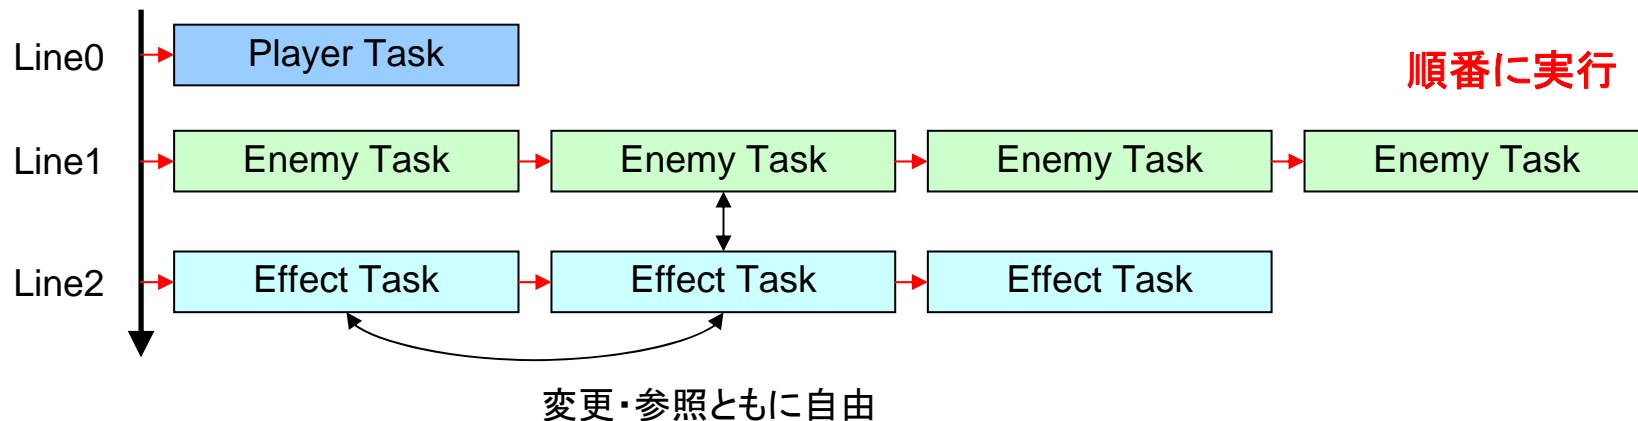 Line0
Player Task
順番に実行
Line1
Enemy Task
Enemy Task
Enemy Task
Enemy Task
Line2
Effect Task
Effect Task
Effect Task
変更・参照ともに自由